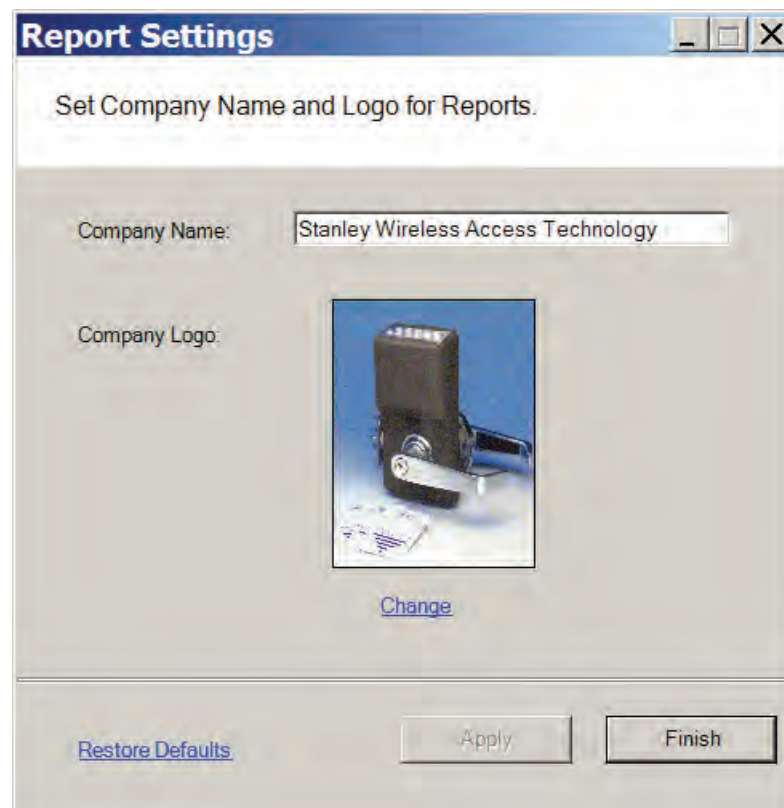 Report Settings
Set Company Name and Logo for Reports.
Company Name: Stanley Wireless Access Technology
Company Logo:
Change
Restore Defaults Apply Finish